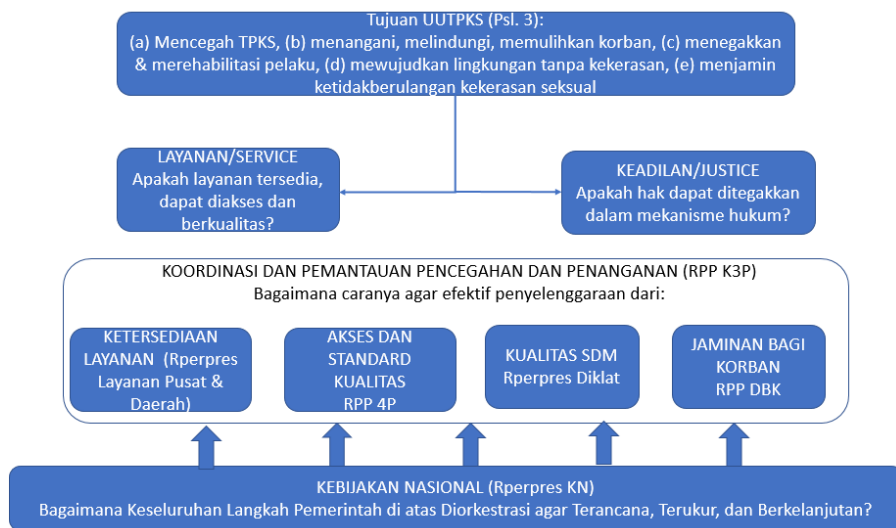 Tujuan UUTPKS (Psl. 3):
(a) Mencegah TPKS, (b) menangani, melindungi, memulihkan korban, (c) menegakkan
& merehabilitasi pelaku, (d) mewujudkan lingkungan tanpa kekerasan, (e) menjamin
ketidakberulangan kekerasan seksual
LAYANAN/SERVICE
Apakah layanan tersedia,
dapat diakses dan
berkualitas?
KEADILAN/JUSTICE
Apakah hak dapat ditegakkan
dalam mekanisme hukum?
KOORDINASI DAN PEMANTAUAN PENCEGAHAN DAN PENANGANAN (RPP K3P)
Bagaimana caranya agar efektif penyelenggaraan dari:
KETERSEDIAAN
LAYANAN (Rperpres
Layanan Pusat &
Daerah)
AKSES DAN
STANDARD
KUALITAS
RPP 4P
KUALITAS SDM
Rperpres Diklat
JAMINAN BAGI
KORBAN
RPP DBK
KEBIJAKAN NASIONAL (Rperpres KN)
Bagaimana Keseluruhan Langkah Pemerintah di atas Diorkestrasi agar Terancana, Terukur, dan Berkelanjutan?